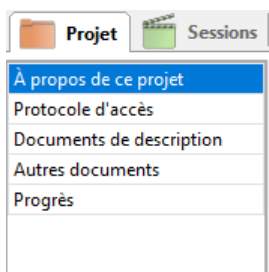 Projet Sessions
À propos de ce projet
Protocole d'accès
Documents de description
Autres documents
Progrès